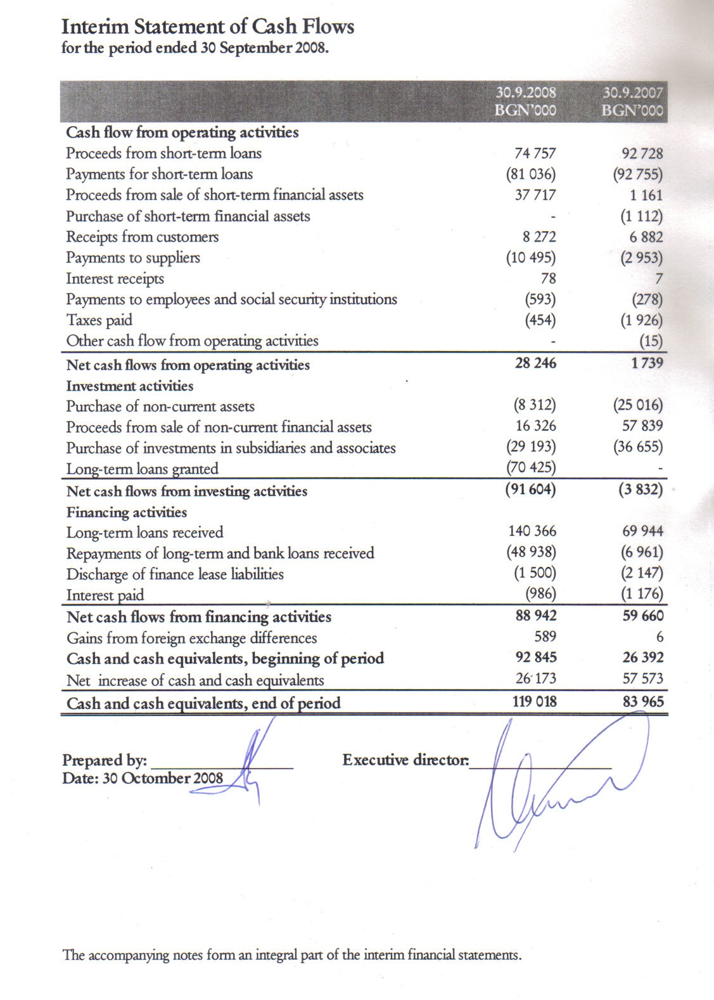 Interim Statement of Cash Flows
for the period ended 30 September 2008.
30.9.2008 30.9.2007
BGN'000 BGN'000
Cash flow from operating activities
Proceeds from short-term loans 74 757 92 728
Payments for short-term loans (81 036) (92 755)
Proceeds from sale of short-term financial assets 37 717 1 161
Purchase of short-term financial assets - (1 112)
Receipts from customers 8 272 6 882
Payments to suppliers (10 495) (2 953)
Interest receipts 78 7
Payments to employees and social security institutions (593) (278)
Taxes paid (454) (1 926)
Other cash flow from operating activities - (15)
Net cash flows from operating activities 28 246 1 739
Investment activities
Purchase of non-current assets (8 312) (25 016)
Proceeds from sale of non-current financial assets 16 326 57 839
Purchase of investments in subsidiaries and associates (29 193) (36 655)
Long-term loans granted (70 425) -
Net cash flows from investing activities (91 604) (3 832)
Financing activities
Long-term loans received 140 366 69 944
Repayments of long-term and bank loans received (48 938) (6 961)
Discharge of finance lease liabilities (1 500) (2 147)
Interest paid (986) (1 176)
Net cash flows from financing activities 88 942 59 660
Gains from foreign exchange differences 589 6
Cash and cash equivalents, beginning of period 92 845 26 392
Net increase of cash and cash equivalents 26 173 57 573
Cash and cash equivalents, end of period 119 018 83 965
Prepared by: Executive director:
Date: 30 Octomber 2008
The accompanying notes form an integral part of the interim financial statements.